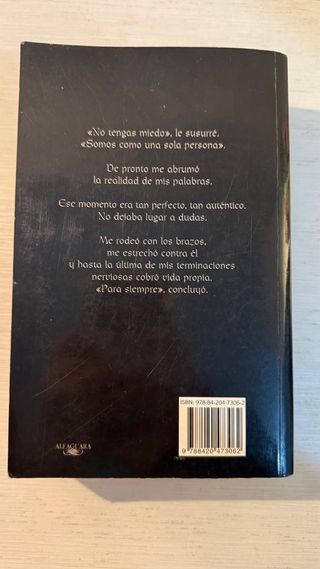 «No tengas miedo», le susurré.
«Somos como una sola persona».
De pronto me abrumó
la realidad de mis palabras.
Ese momento era tan perfecto, tan auténtico.
No dejaba lugar a dudas.
Me rodeó con los brazos,
me estrechó contra él
y hasta la última de mis terminaciones
nerviosas cobró vida propia.
«Para siempre», concluyó.
ISBN: 978-84-204-7306-2
9 788420 473062
ALFAGUARA